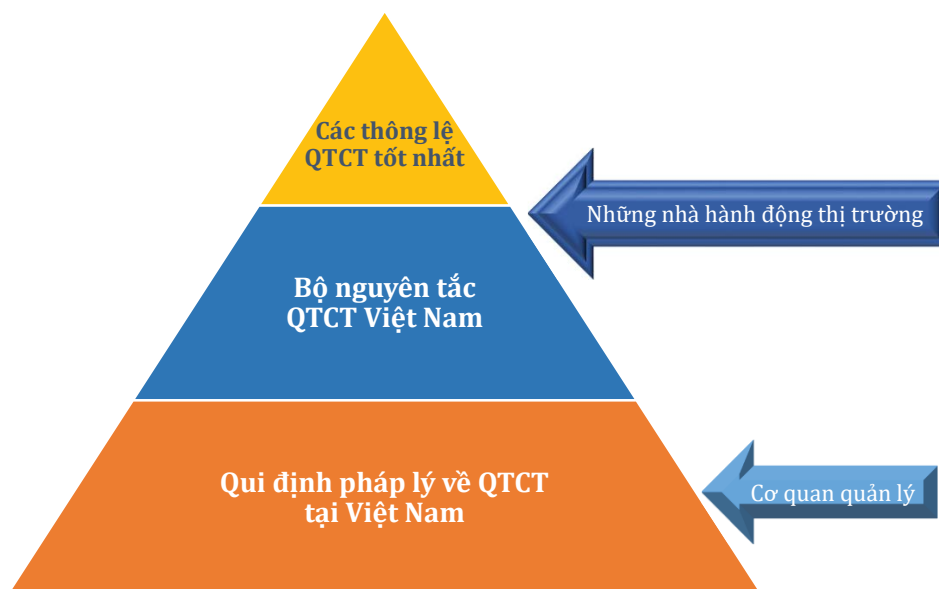 Các thông lệ
QTCT tốt nhất
Những nhà hành động thị trường
Bộ nguyên tắc
QTCT Việt Nam
Qui định pháp lý về QTCT
tại Việt Nam
Cơ quan quản lý